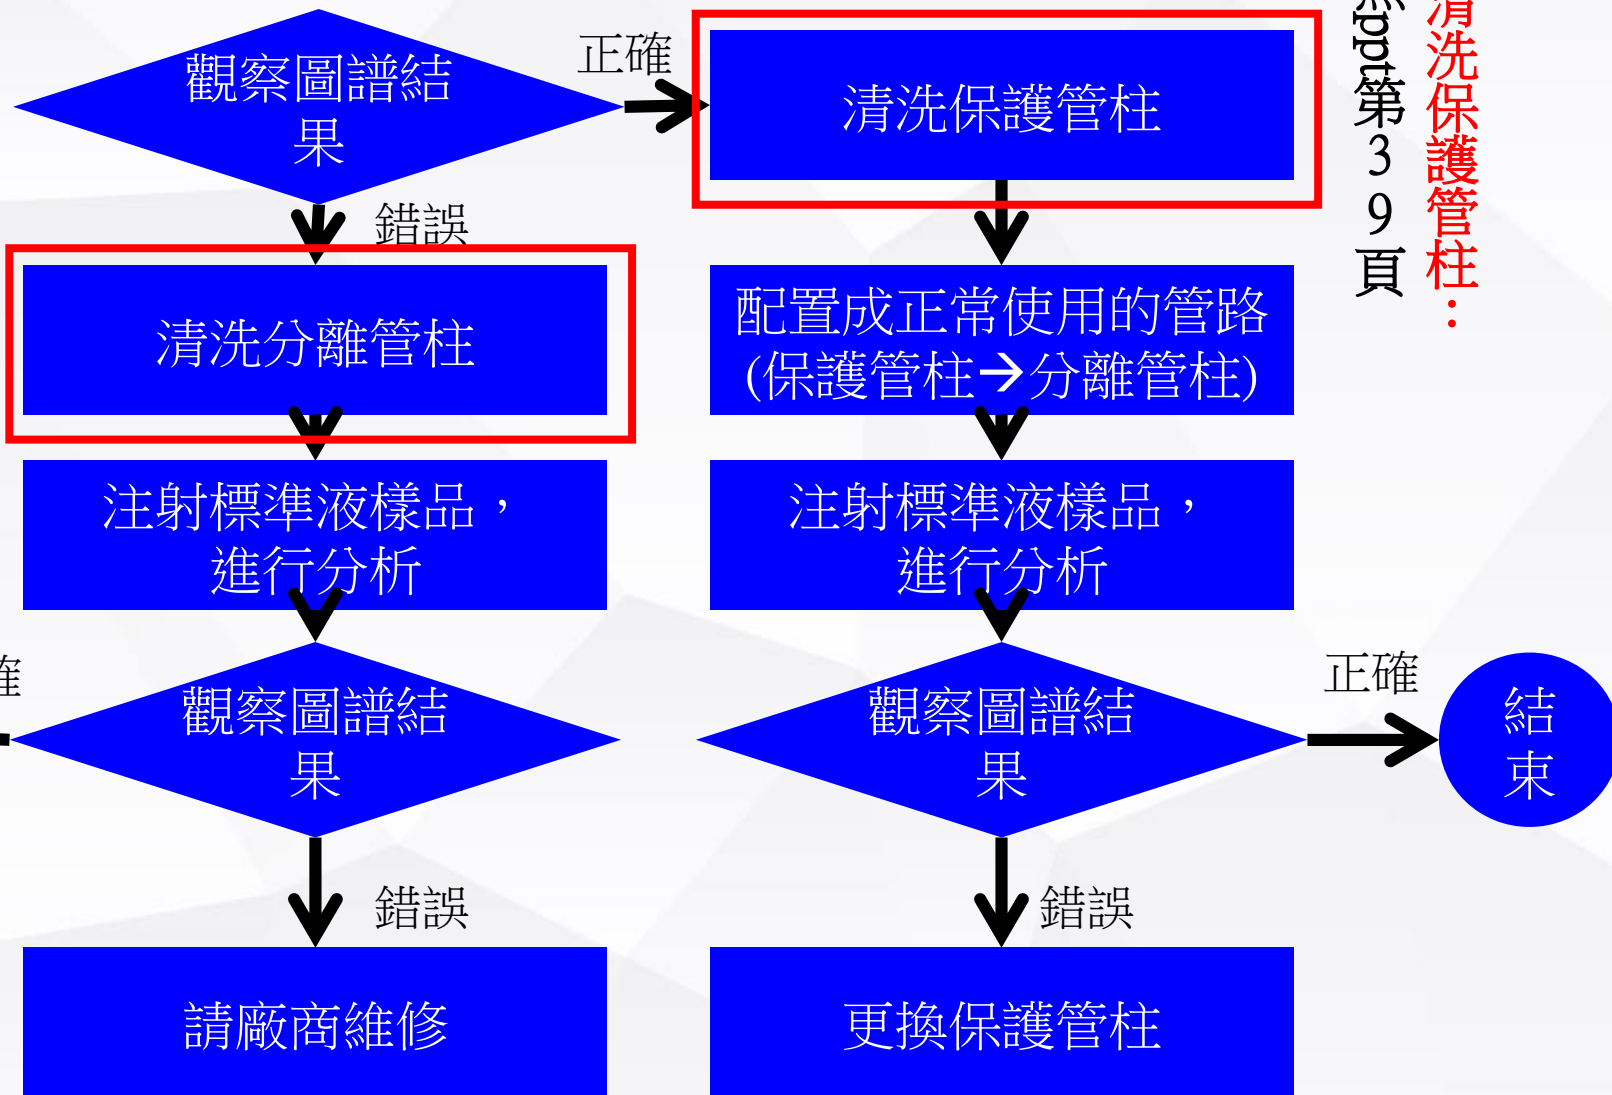 觀察圖譜結
果
正確
清洗保護管柱
清洗保護管柱：
ppt第39頁
錯誤
清洗分離管柱
配置成正常使用的管路
(保護管柱→分離管柱)
注射標準液樣品，
進行分析
注射標準液樣品，
進行分析
確
觀察圖譜結
果
觀察圖譜結
果
正確
結
束
錯誤
錯誤
請廠商維修
更換保護管柱